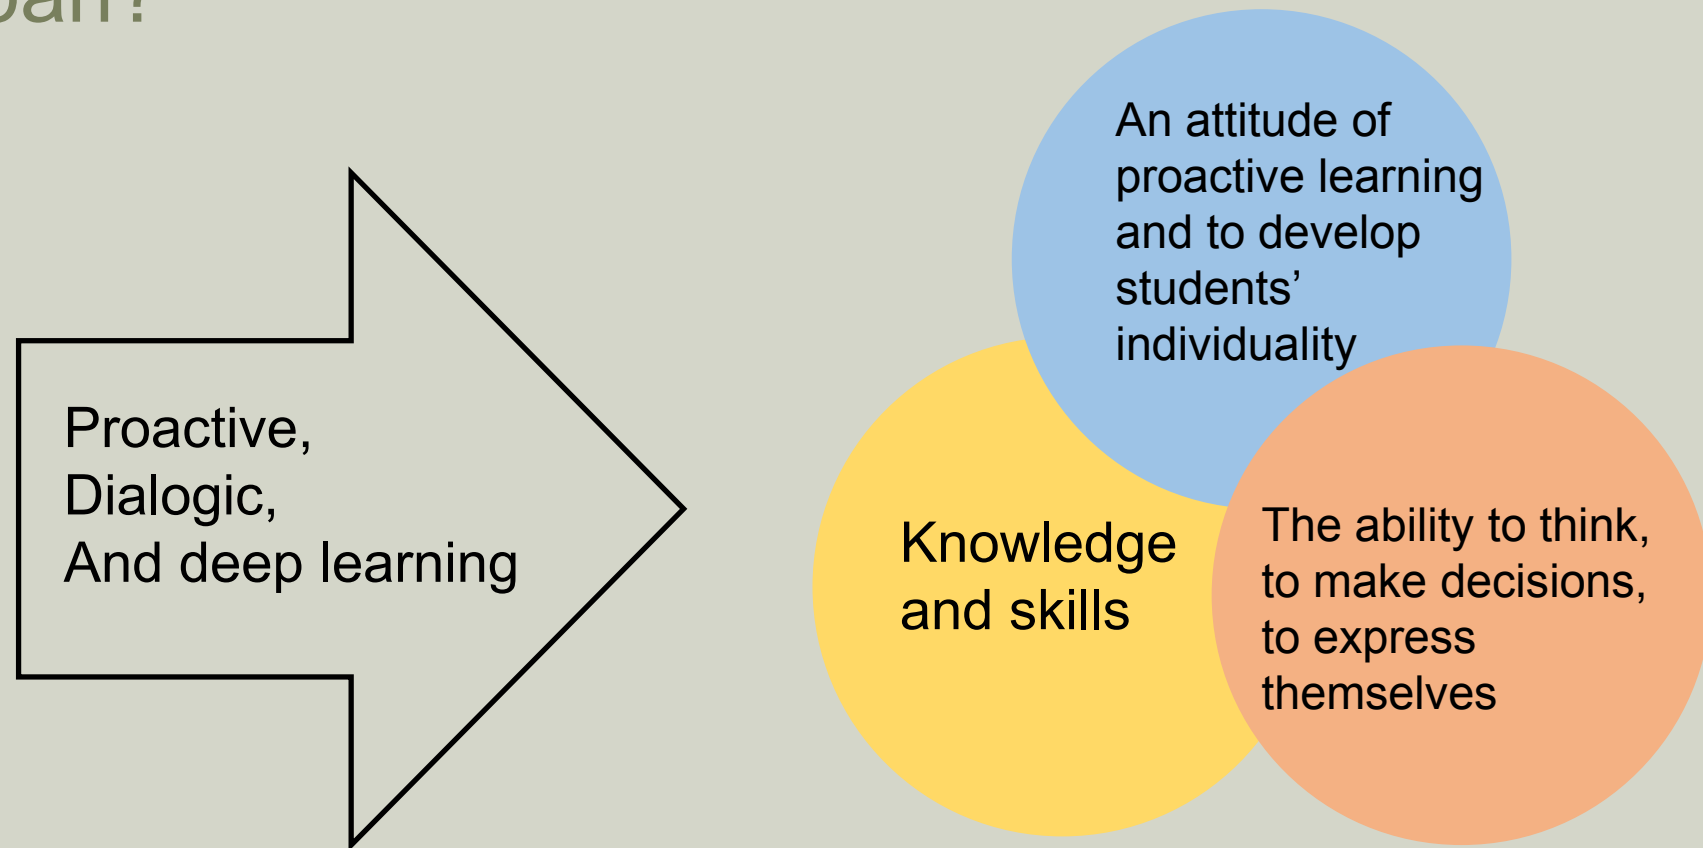 Proactive,
Dialogic,
And deep learning
An attitude of
proactive learning
and to develop
students’
individuality
Knowledge
and skills
The ability to think,
to make decisions,
to express
themselves